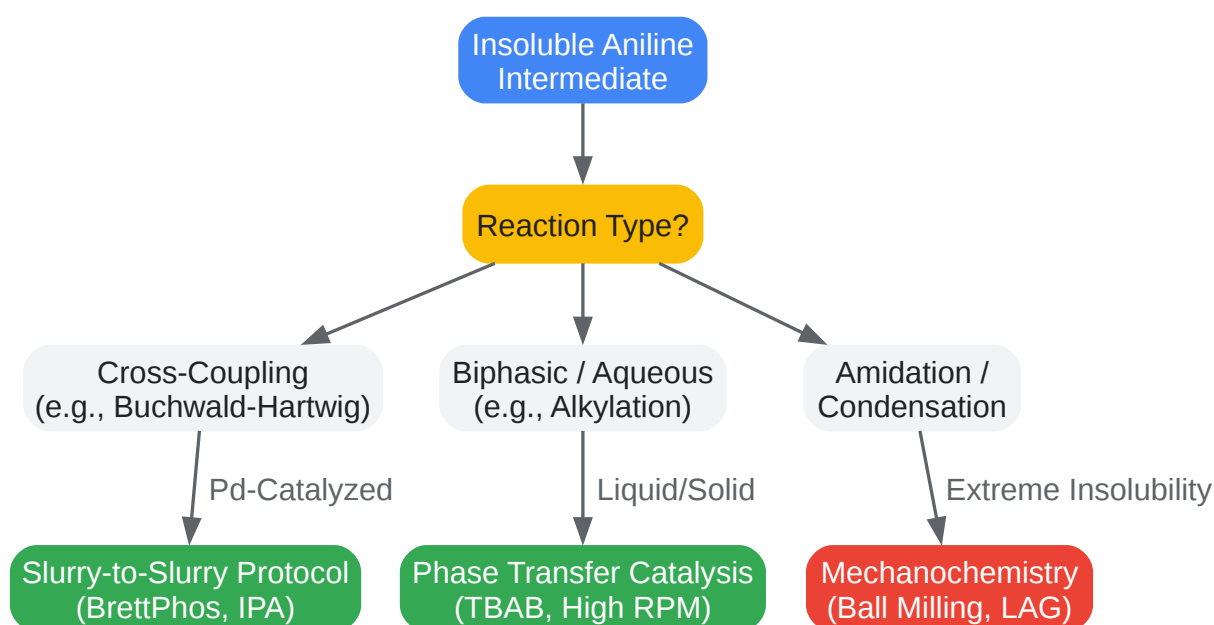 Insoluble Aniline
Intermediate
Reaction Type?
Cross-Coupling
(e.g., Buchwald-Hartwig)
Biphasic / Aqueous
(e.g., Alkylation)
Amidation /
Condensation
Pd-Catalyzed
Liquid/Solid
Extreme Insolubility
Slurry-to-Slurry Protocol
(BrettPhos, IPA)
Phase Transfer Catalysis
(TBAB, High RPM)
Mechanochemistry
(Ball Milling, LAG)